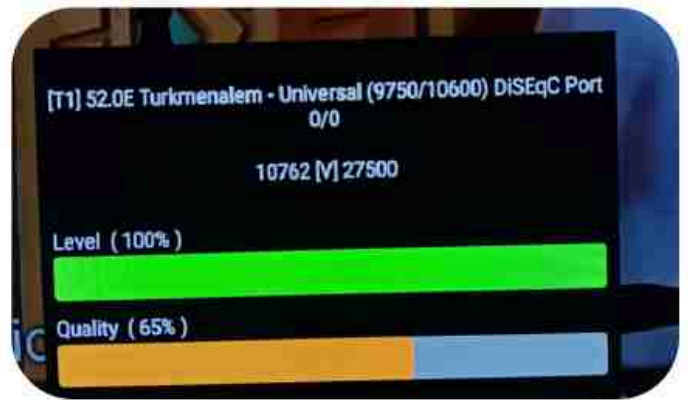 [T1] 52.0E Turkmenalem - Universal (9750/10600) DiSEqC Port
0/0
10762 [V] 27500
Level ( 100% )
Quality ( 65% )